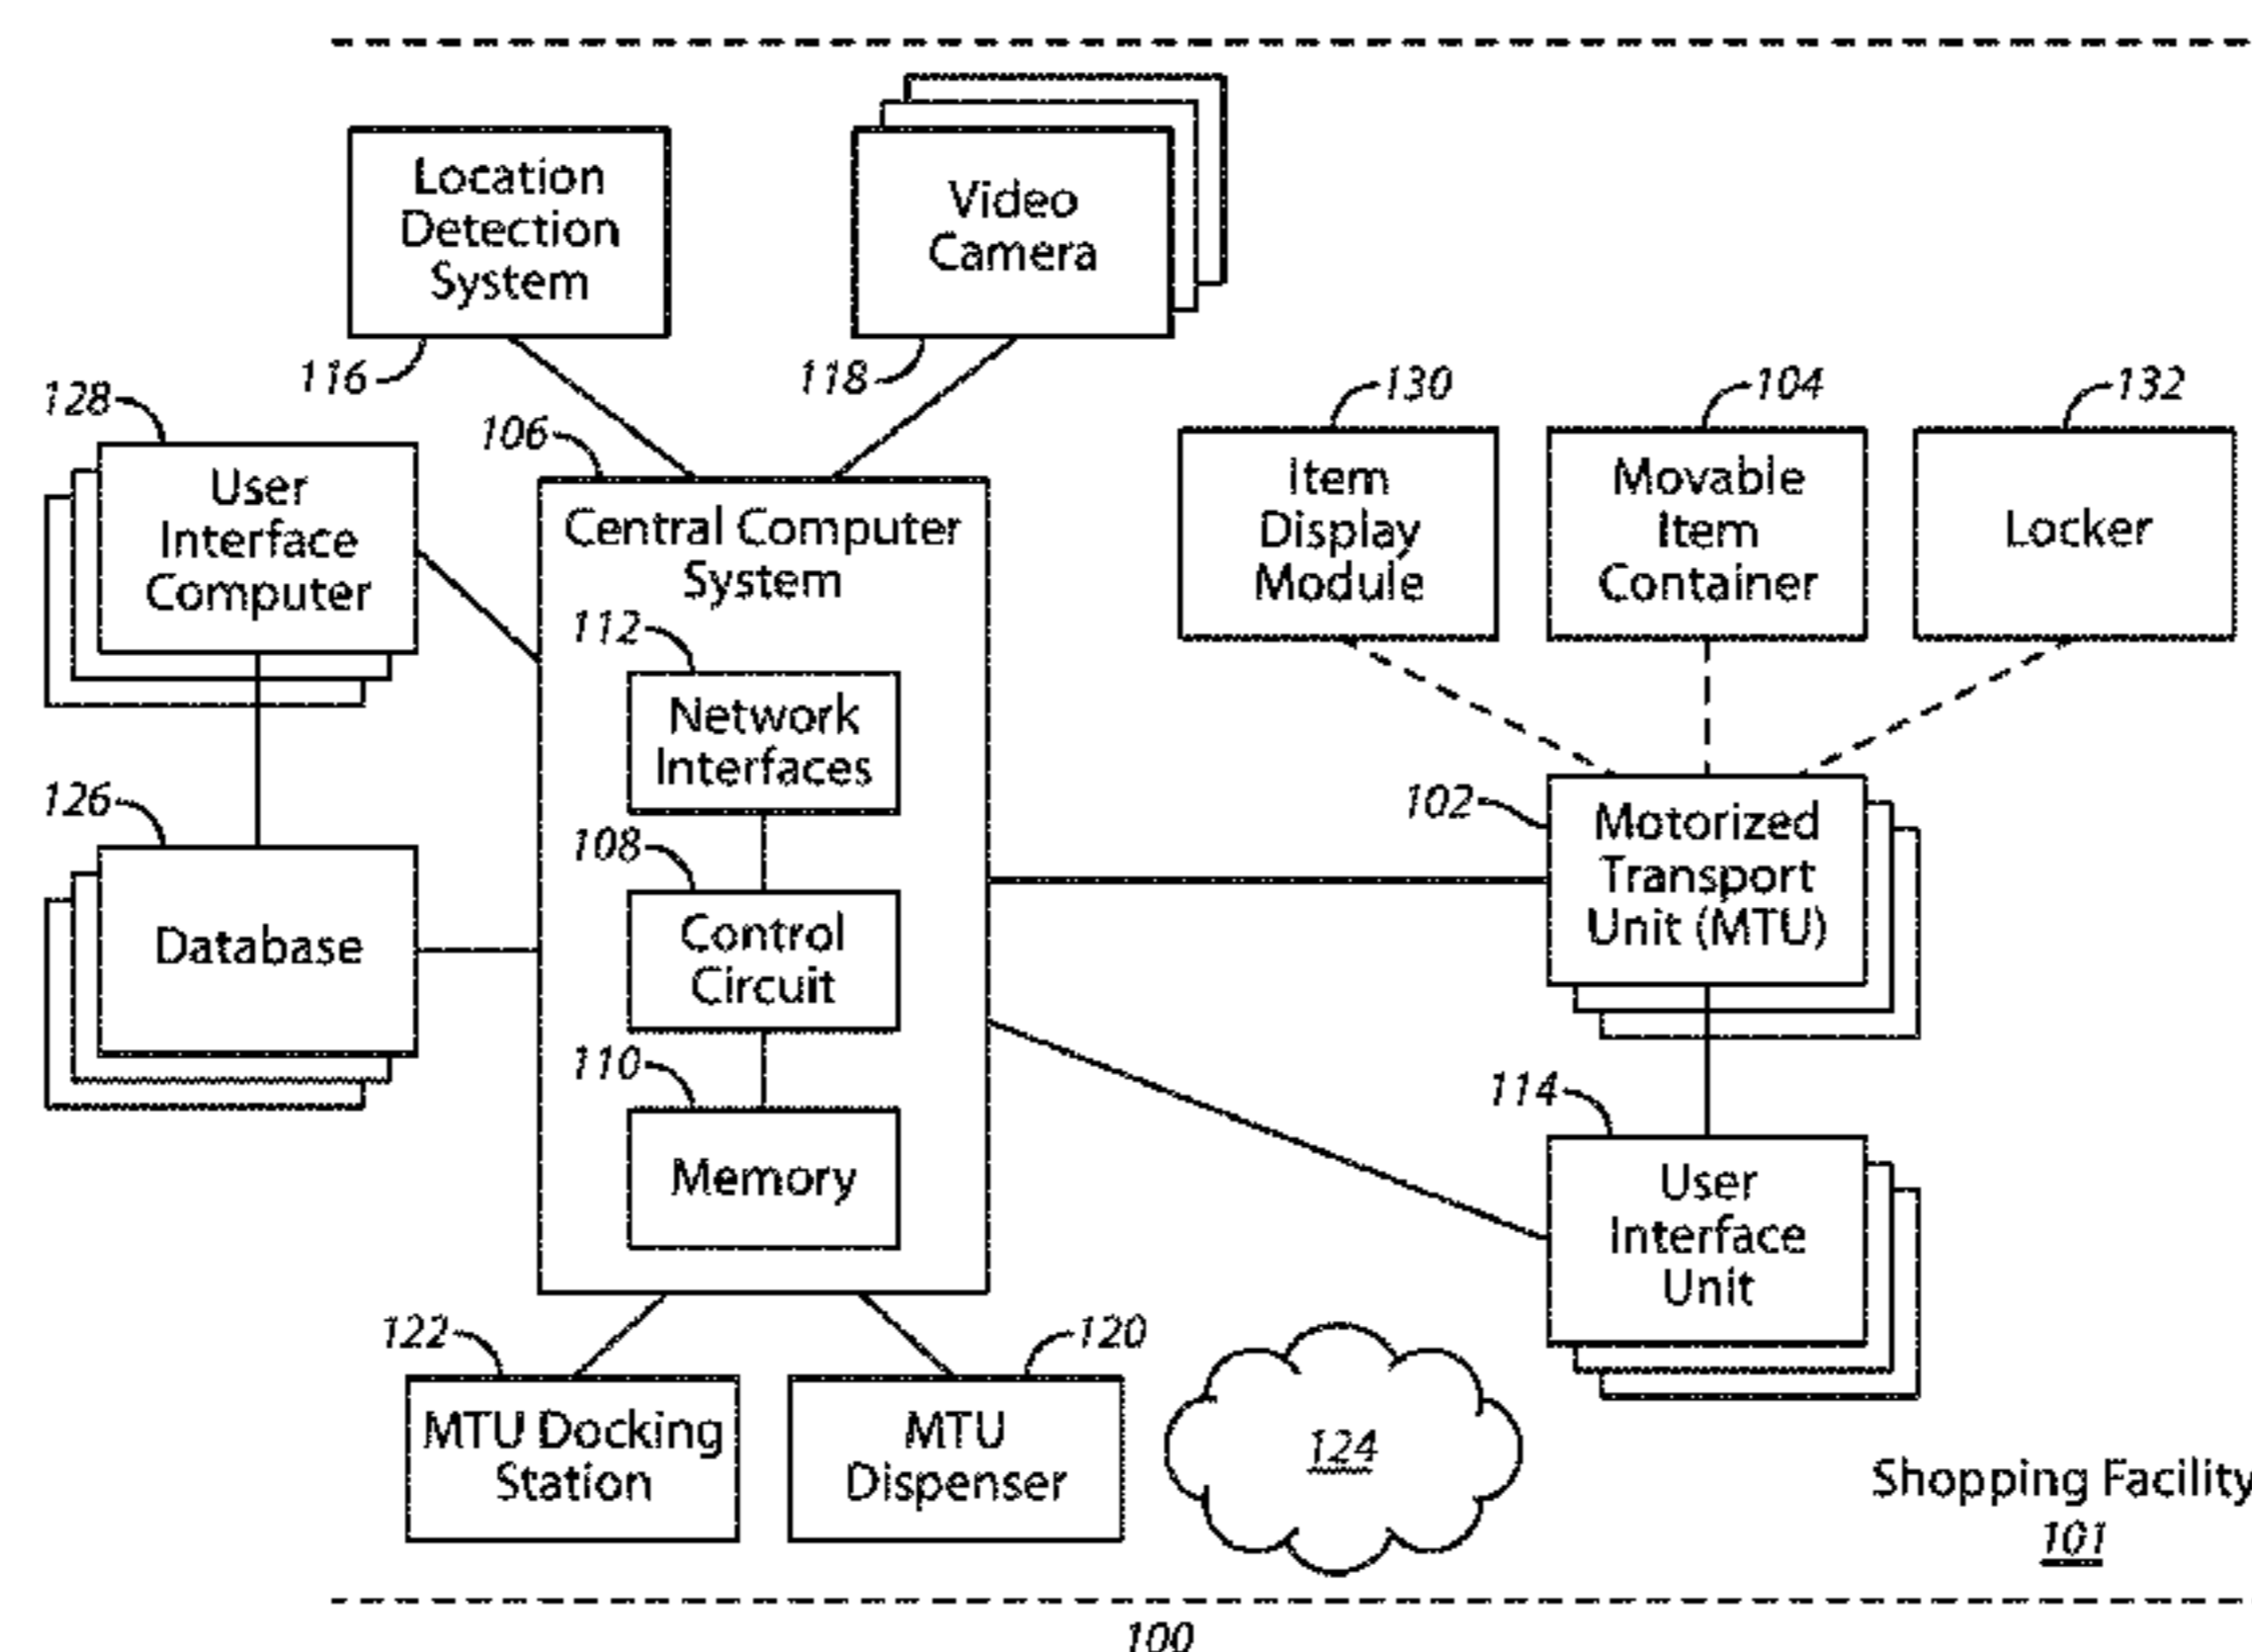 Location
Detection
System
116
Video
Camera
118
128
User
Interface
Computer
106
Central Computer
System
112
Network
Interfaces
108
Control
Circuit
110
Memory
126
Database
130
Item
Display
Module
104
Movable
Item
Container
132
Locker
102
Motorized
Transport
Unit (MTU)
114
User
Interface
Unit
122
MTU Docking
Station
120
MTU
Dispenser
124
Shopping Facility
101
100